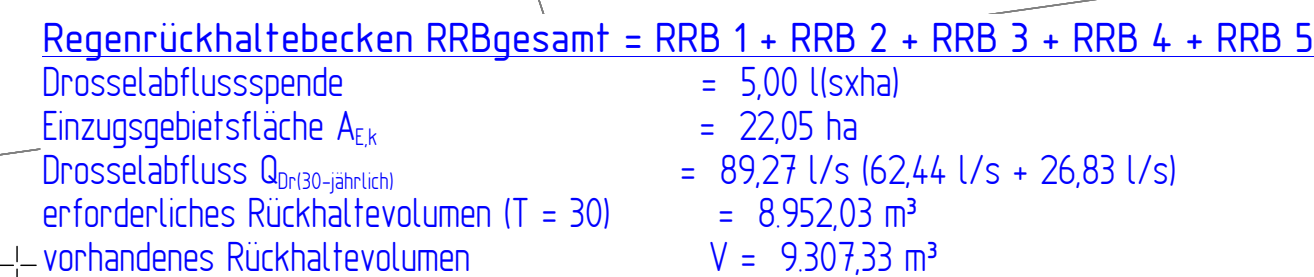 Regenrückhaltebecken RRBgesamt = RRB 1 + RRB 2 + RRB 3 + RRB 4 + RRB 5
Drosselabflussspende = 5,00 l(sxha)
Einzugsgebietsfläche AE,k = 22,05 ha
Drosselabfluss QDr(30-jährlich) = 89,27 l/s (62,44 l/s + 26,83 l/s)
erforderliches Rückhaltevolumen (T = 30) = 8.952,03 m³
vorhandenes Rückhaltevolumen V = 9.307,33 m³